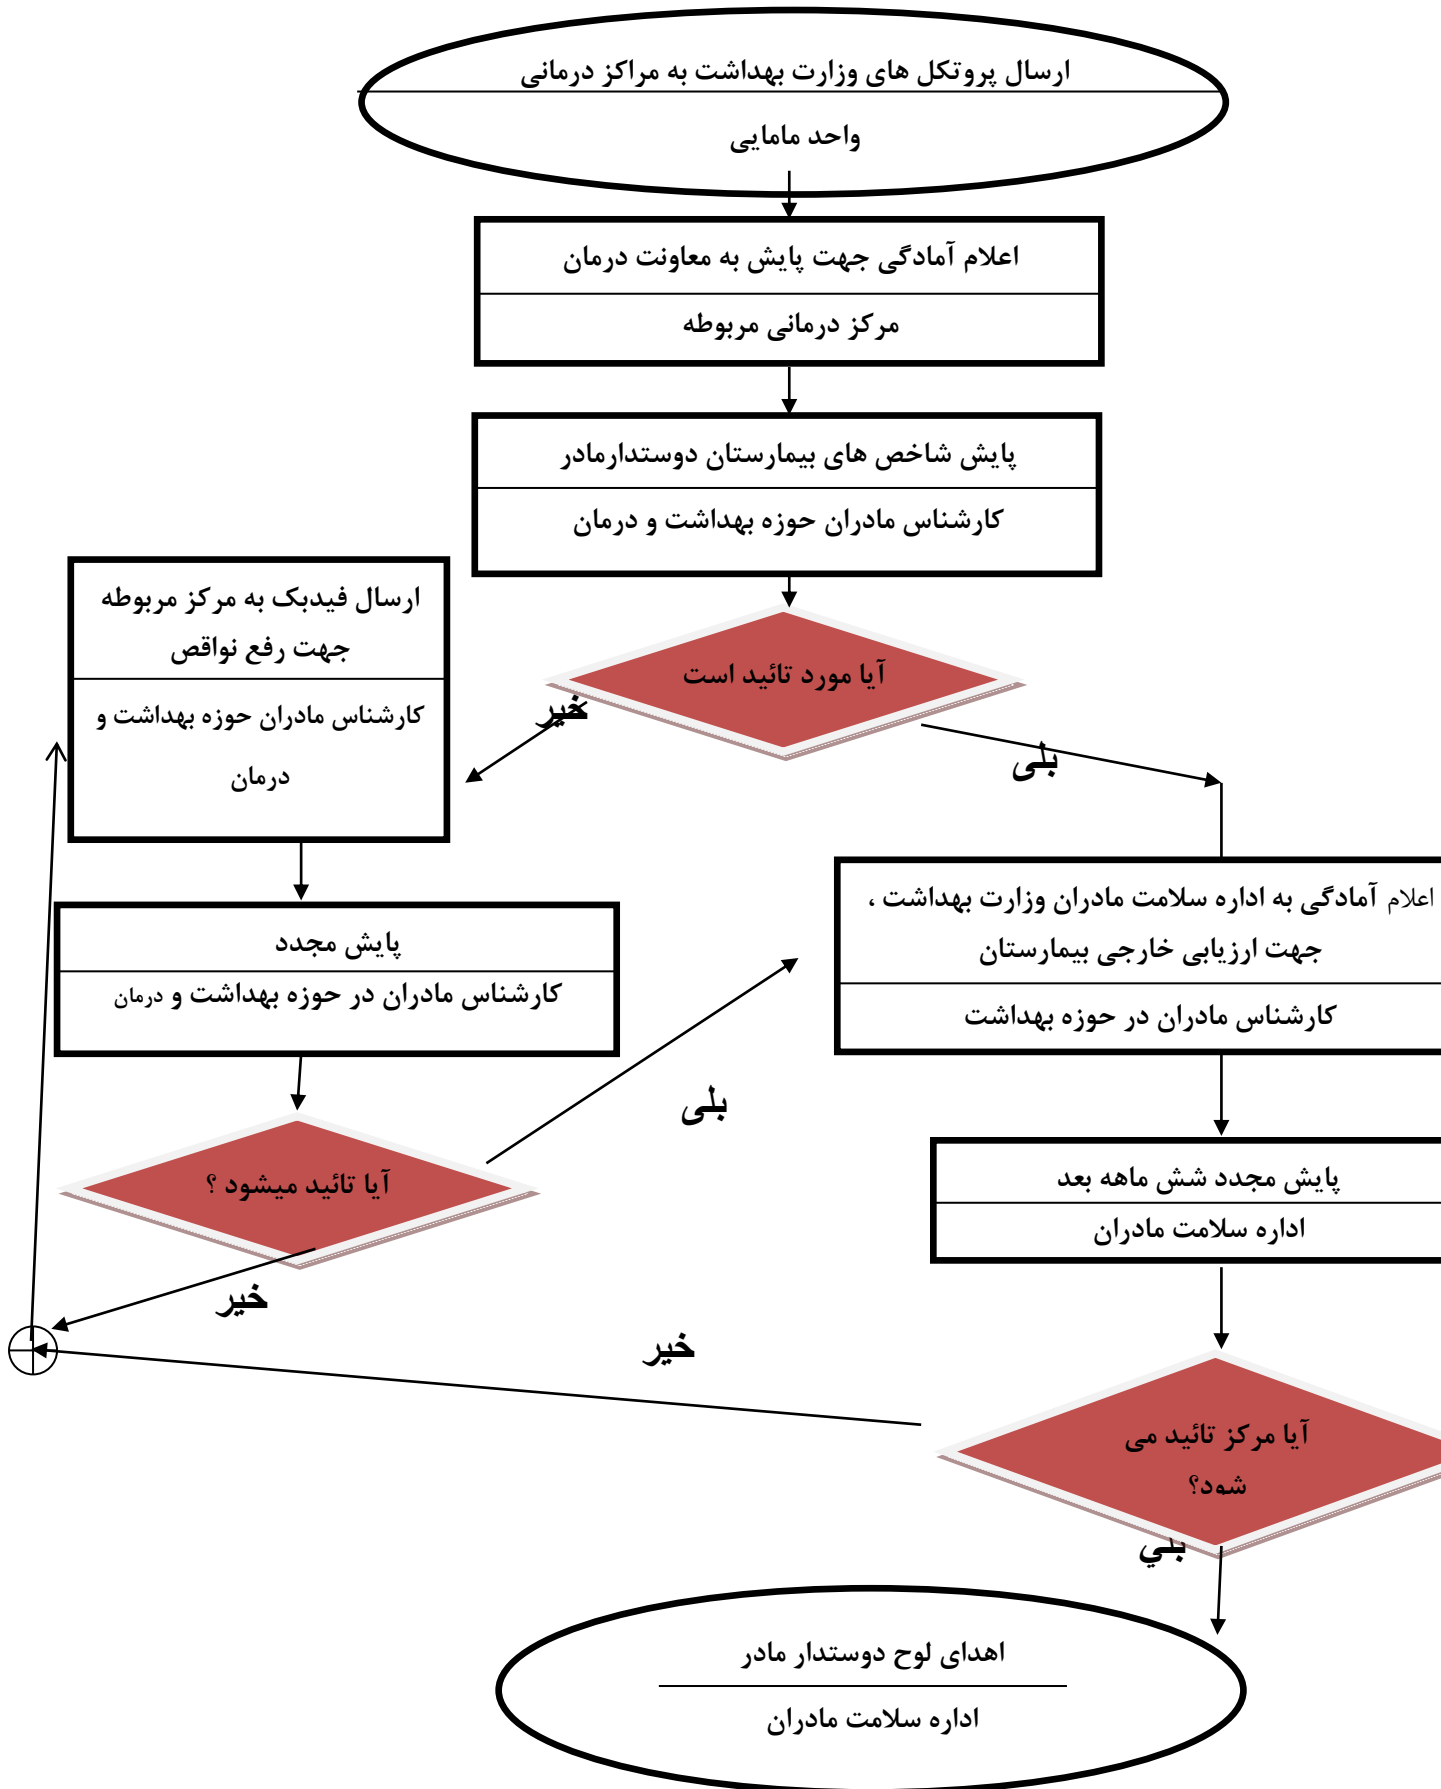 ارسال پروتکل های وزارت بهداشت به مراکز درمانی
واحد مامایی
اعلام آمادگی جهت پایش به معاونت درمان
مرکز درمانی مربوطه
پایش شاخص های بیمارستان دوستدارمادر
کارشناس مادران حوزه بهداشت و درمان
آیا مورد تائید است
خیر
بلی
ارسال فیدبک به مرکز مربوطه
جهت رفع نواقص
کارشناس مادران حوزه بهداشت و
درمان
پایش مجدد
کارشناس مادران در حوزه بهداشت و درمان
آیا تائید میشود ؟
بلی
خیر
اعلام آمادگی به اداره سلامت مادران وزارت بهداشت ،
جهت ارزیابی خارجی بیمارستان
کارشناس مادران در حوزه بهداشت
پایش مجدد شش ماهه بعد
اداره سلامت مادران
خیر
آیا مرکز تائید می
شود؟
بلي
اهدای لوح دوستدار مادر
اداره سلامت مادران